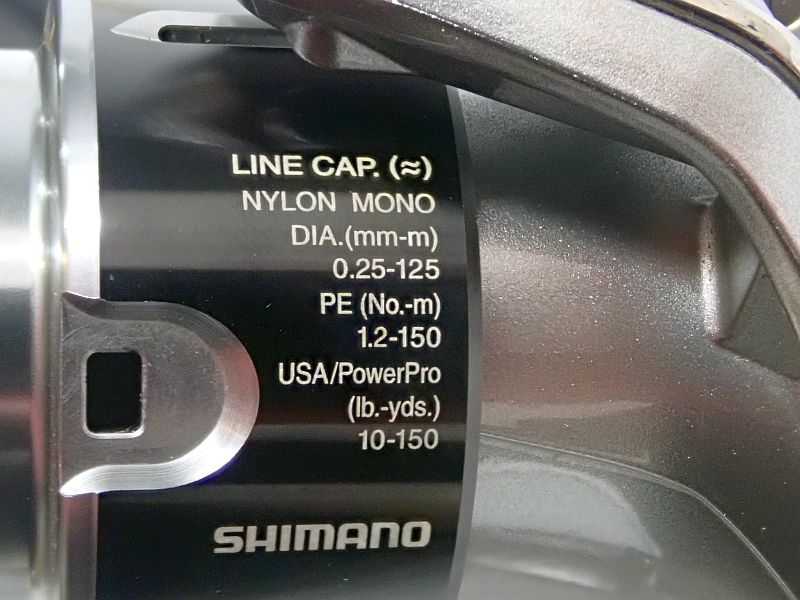 LINE CAP. (≈)
NYLON MONO
DIA.(mm-m)
0.25-125
PE (No.-m)
1.2-150
USA/PowerPro
(lb.-yds.)
10-150
SHIMANO